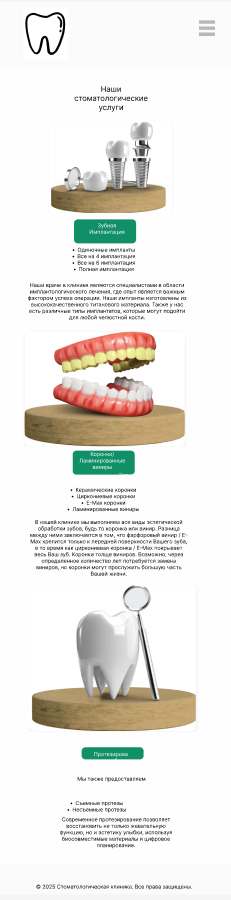 Наши
стоматологические
услуги
Зубная
Имплантация
• Одиночные импланты
• Все на 4 имплантация
• Все на 6 имплантация
• Полная имплантация
Наши врачи в клинике являются специалистами в области
имплантологического лечения, где опыт является важным
фактором успеха операции. Наши импланты изготовлены из
высококачественного титанового материала. Также у нас
есть различные типы имплантатов, которые могут подойти
для любой челюстной кости.
Коронки/
Ламинированные
виниры
• Керамические коронки
• Циркониевые коронки
• E-Max коронки
• Ламинированные виниры
В нашей клинике мы выполняем все виды эстетической
обработки зубов, будь то коронка или винир. Разница
между ними заключается в том, что фарфоровый винир / E-
Max крепится только к передней поверхности Вашего зуба,
в то время как циркониевая коронка / E-Max покрывает
весь Ваш зуб. Коронки толще виниров. Возможно, через
определенное количество лет потребуется замена
виниров, но коронки могут прослужить большую часть
Вашей жизни.
Протезирова
Мы также предоставляем
• Съемные протезы
• Несъемные протезы
Современное протезирование позволяет
восстановить не только жевательную
функцию, но и эстетику улыбки, используя
биосовместимые материалы и цифровое
планирование.
© 2025 Стоматологическая клиника. Все права защищены.